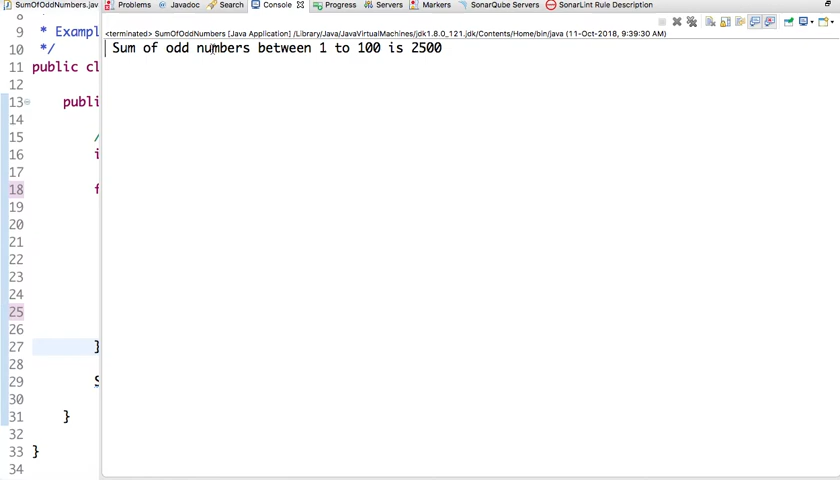 SumOfOddNumbers.jav Problems @ Javadoc Search Console Progress Servers Markers SonarQube Servers SonarLint Rule Description
<terminated> SumOfOddNumbers [Java Application] /Library/Java/JavaVirtualMachines/jdk1.8.0_121.jdk/Contents/Home/bin/java (11-Oct-2018, 9:39:30 AM)
Sum of odd numbers between 1 to 100 is 2500
8
9 * Examp
10 */
11 public cl
12
13 publi
14
15 /
16 i
17
18 f
19
20
21
22
23
24
25
26
27 }
28
29 S
30
31 }
32
33 }
34